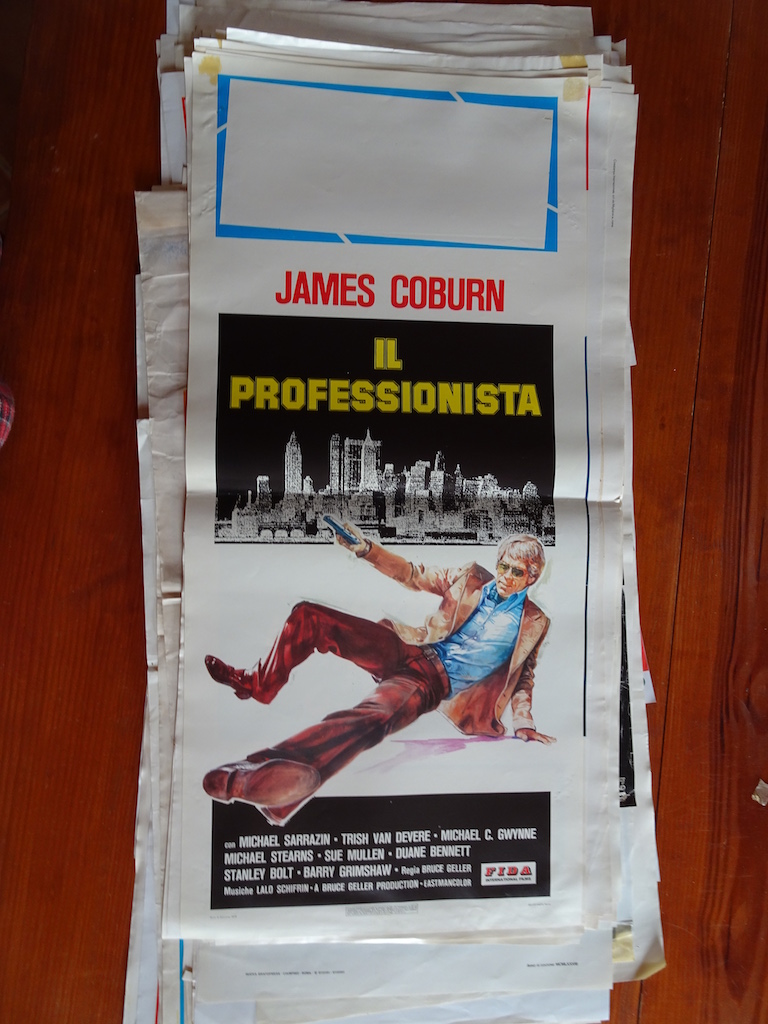 JAMES COBURN
IL
PROFESSIONISTA
con MICHAEL SARRAZIN • TRISH VAN DEVERE • MICHAEL C. GWYNNE
MICHAEL STEARNS • SUE MULLEN • DUANE BENNETT
STANLEY BOLT • BARRY GRIMSHAW • Regia BRUCE GELLER
Musiche LALO SCHIFRIN • A BRUCE GELLER PRODUCTION • EASTMANCOLOR
FIDA
INTERNATIONAL FILMS